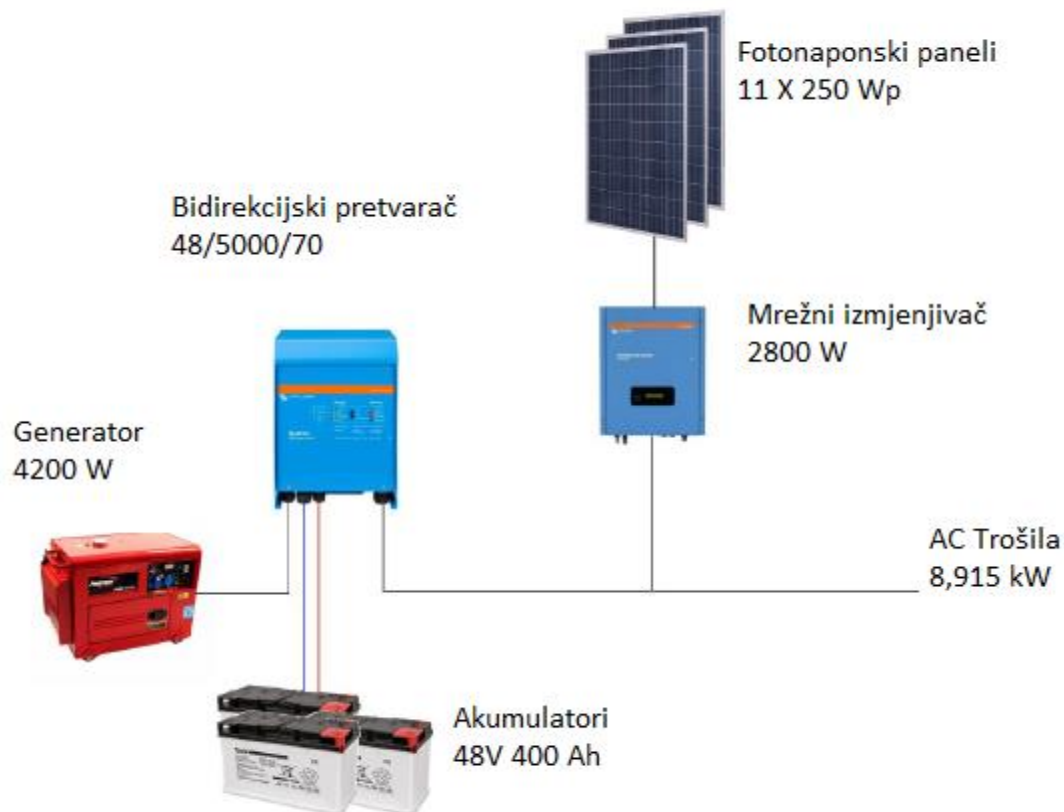 Fotonaponski paneli
11 X 250 Wp
Bidirekcijski pretvarač
48/5000/70
Mrežni izmjenjivač
2800 W
Generator
4200 W
AC Trošila
8,915 kW
Akumulatori
48V 400 Ah